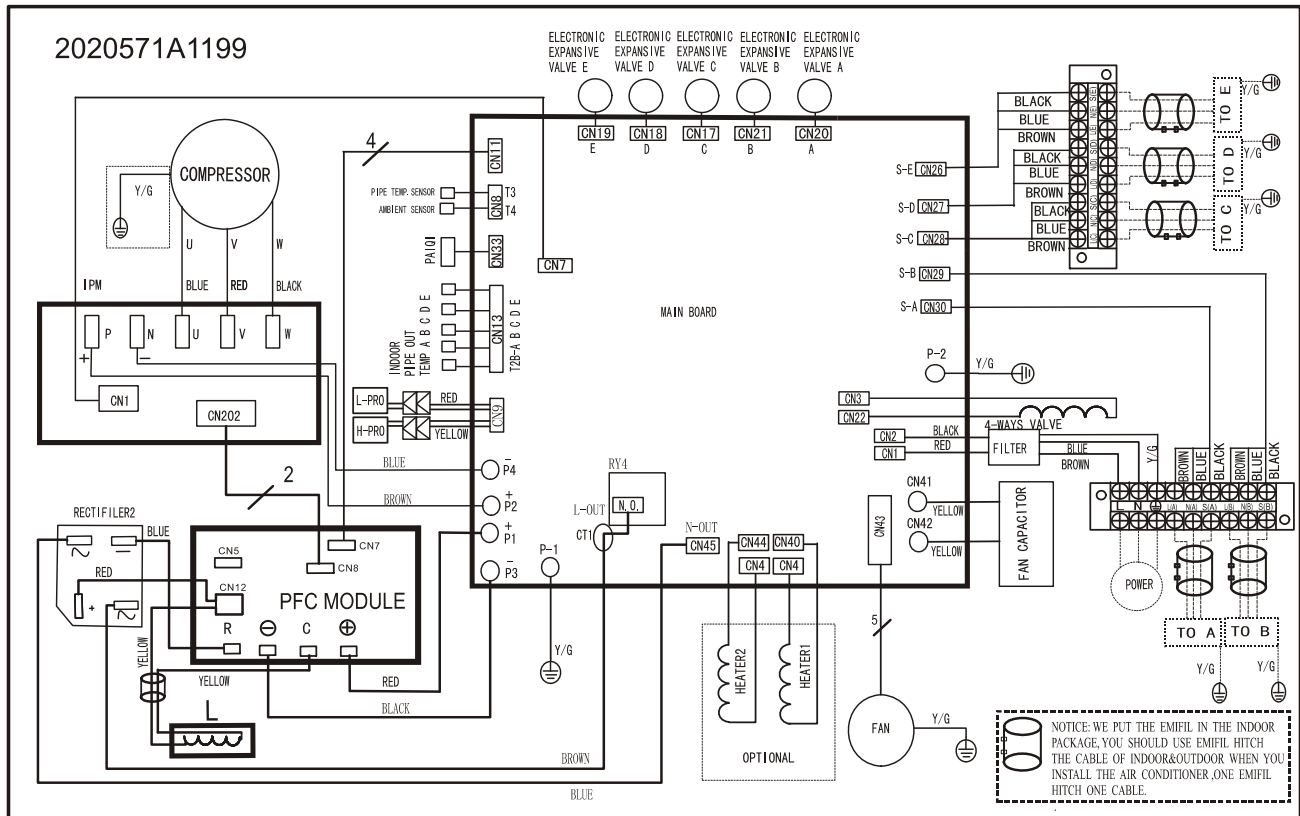 2020571A1199
ELECTRONIC
EXPANSIVE
VALVE E
ELECTRONIC
EXPANSIVE
VALVE D
ELECTRONIC
EXPANSIVE
VALVE C
ELECTRONIC
EXPANSIVE
VALVE B
ELECTRONIC
EXPANSIVE
VALVE A
CN19
CN18
CN17
CN21
CN20
E
D
C
B
A
4
CN11
PIPE TEMP. SENSOR
AMBIENT SENSOR
CN8
T3
T4
PAIQI
CN33
CN7
INDOOR
PIPE OUT
TEMP A B C D E
CN13
T2B-A B C D E
L-PRO
H-PRO
RED
YELLOW
CN9
COMPRESSOR
Y/G
U
V
W
IPM
BLUE
RED
BLACK
P
N
U
V
W
+
−
CN1
CN202
2
BLUE
BROWN
− P4
+ P2
+ P1
− P3
MAIN BOARD
S-E CN26
S-D CN27
S-C CN28
S-B CN29
S-A CN30
BLACK
BLUE
BROWN
BLACK
BLUE
BROWN
BLACK
BLUE
BROWN
S(E)
N(E)
L(E)
S(D)
N(D)
L(D)
S(C)
N(C)
L(C)
TO E
Y/G
TO D
Y/G
TO C
Y/G
P-2
Y/G
CN3
CN22
4-WAYS VALVE
CN2
CN1
BLACK
RED
FILTER
BLUE
BROWN
Y/G
BROWN
BLUE
BLACK
BROWN
BLUE
BLACK
L
N
L(A)
N(A)
S(A)
L(B)
N(B)
S(B)
POWER
TO A
TO B
Y/G
Y/G
CN41
YELLOW
CN42
YELLOW
FAN CAPACITOR
CN43
5
FAN
Y/G
RY4
N.O.
L-OUT
CT1
N-OUT
CN45
CN44
CN40
CN4
CN4
HEATER2
HEATER1
OPTIONAL
P-1
Y/G
RECTIFILER2
BLUE
RED
+
CN5
CN7
CN8
CN12
PFC MODULE
R
⊖
C
⊕
YELLOW
YELLOW
L
RED
BLACK
BROWN
BLUE
NOTICE: WE PUT THE EMIFIL IN THE INDOOR
PACKAGE, YOU SHOULD USE EMIFIL HITCH
THE CABLE OF INDOOR&OUTDOOR WHEN YOU
INSTALL THE AIR CONDITIONER ,ONE EMIFIL
HITCH ONE CABLE.